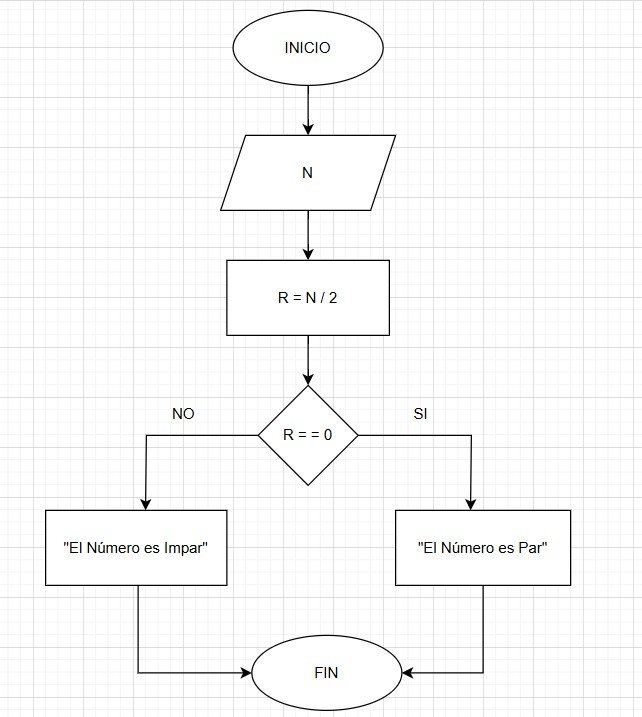 INICIO
N
R = N / 2
R = = 0
NO
SI
"El Número es Impar"
"El Número es Par"
FIN